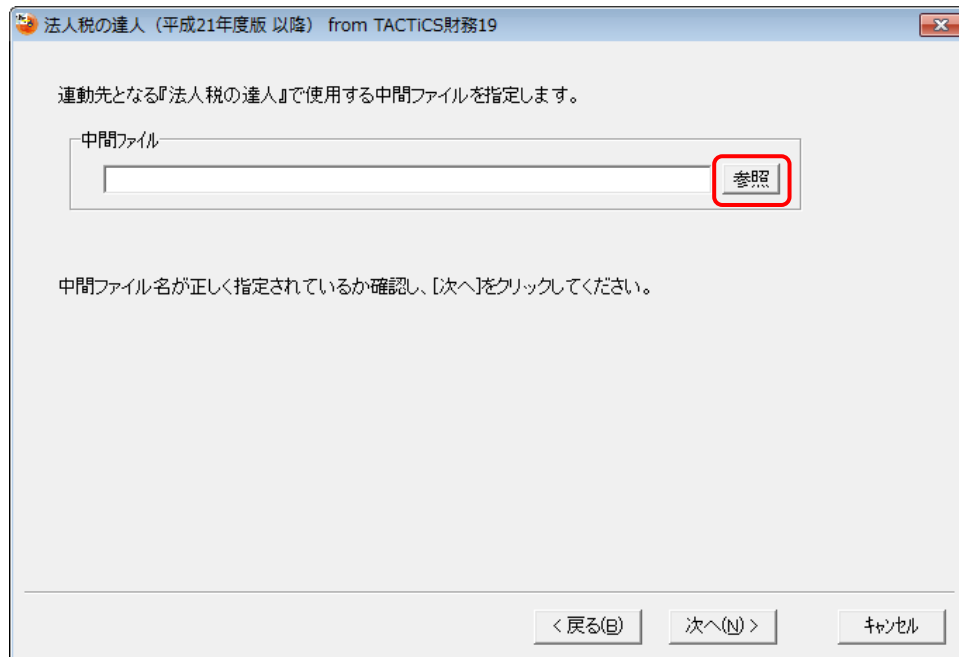 法人税の達人（平成21年度版 以降） from TACTiCS財務19
連動先となる『法人税の達人』で使用する中間ファイルを指定します。
中間ファイル
参照
中間ファイル名が正しく指定されているか確認し、[次へ]をクリックしてください。
< 戻る(B) 次へ(N) > キャンセル